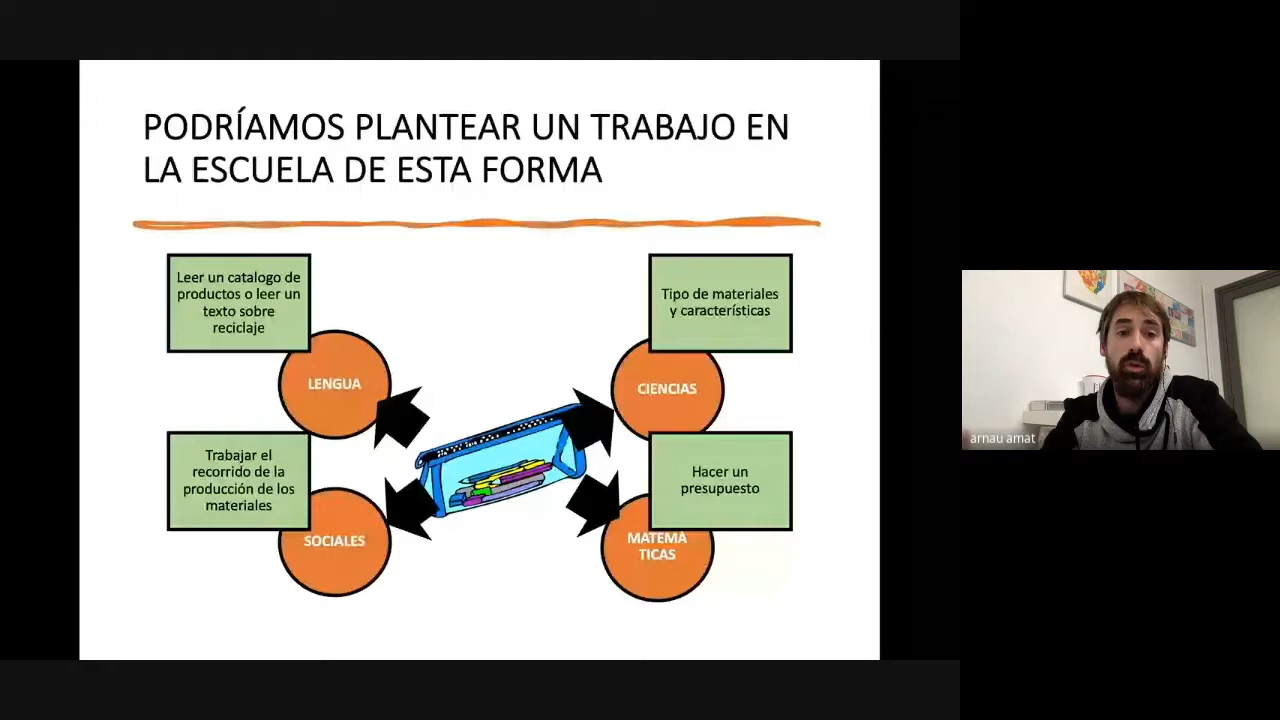 PODRÍAMOS PLANTEAR UN TRABAJO EN
LA ESCUELA DE ESTA FORMA
Leer un catalogo de
productos o leer un
texto sobre
reciclaje
LENGUA
Tipo de materiales
y características
CIENCIAS
Trabajar el
recorrido de la
producción de los
materiales
SOCIALES
Hacer un
presupuesto
MATEMA
TICAS
arnau amat